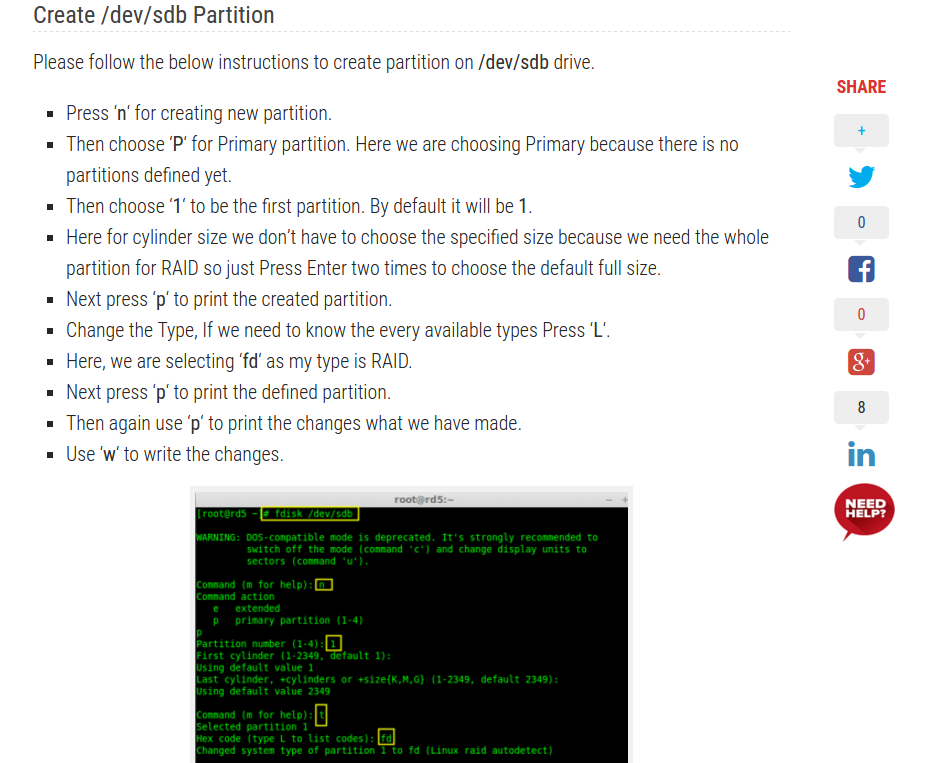 Create /dev/sdb Partition
Please follow the below instructions to create partition on /dev/sdb drive.
Press ‘n‘ for creating new partition.
Then choose ‘P‘ for Primary partition. Here we are choosing Primary because there is no
partitions defined yet.
Then choose ‘1‘ to be the first partition. By default it will be 1.
Here for cylinder size we don’t have to choose the specified size because we need the whole
partition for RAID so just Press Enter two times to choose the default full size.
Next press ‘p‘ to print the created partition.
Change the Type, If we need to know the every available types Press ‘L‘.
Here, we are selecting ‘fd‘ as my type is RAID.
Next press ‘p‘ to print the defined partition.
Then again use ‘p‘ to print the changes what we have made.
Use ‘w‘ to write the changes.
SHARE
+
0
0
g+
8
in
NEED
HELP?
root@rd5:~
[root@rd5 ~# fdisk /dev/sdb
WARNING: DOS-compatible mode is deprecated. It's strongly recommended to
switch off the mode (command 'c') and change display units to
sectors (command 'u').
Command (m for help): n
Command action
e extended
p primary partition (1-4)
p
Partition number (1-4): 1
First cylinder (1-2349, default 1):
Using default value 1
Last cylinder, +cylinders or +size{K,M,G} (1-2349, default 2349):
Using default value 2349
Command (m for help): t
Selected partition 1
Hex code (type L to list codes): fd
Changed system type of partition 1 to fd (Linux raid autodetect)